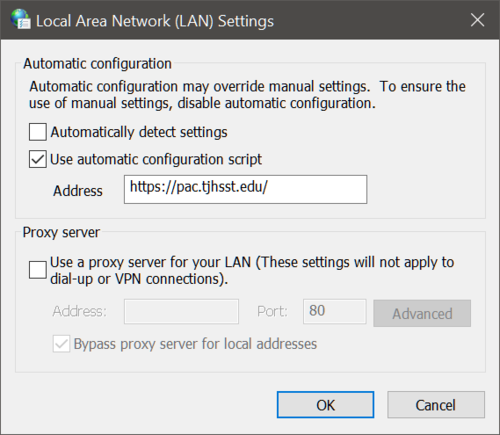 Local Area Network (LAN) Settings
Automatic configuration
Automatic configuration may override manual settings. To ensure the
use of manual settings, disable automatic configuration.
Automatically detect settings
Use automatic configuration script
Address https://pac.tjhsst.edu/
Proxy server
Use a proxy server for your LAN (These settings will not apply to
dial-up or VPN connections).
Address: Port: 80 Advanced
Bypass proxy server for local addresses
OK Cancel